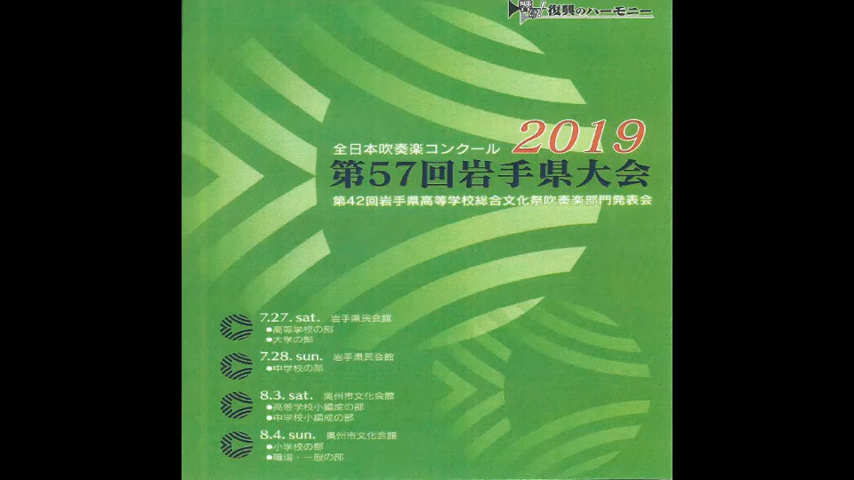 復興のハーモニー
全日本吹奏楽コンクール 2019
第57回岩手県大会
第42回岩手県高等学校総合文化祭吹奏楽部門発表会
7.27. sat. 岩手県民会館
●高等学校の部
●大学の部
7.28. sun. 岩手県民会館
●中学校の部
8.3. sat. 奥州市文化会館
●高等学校小編成の部
●中学校小編成の部
8.4. sun. 奥州市文化会館
●小学校の部
●職場・一般の部